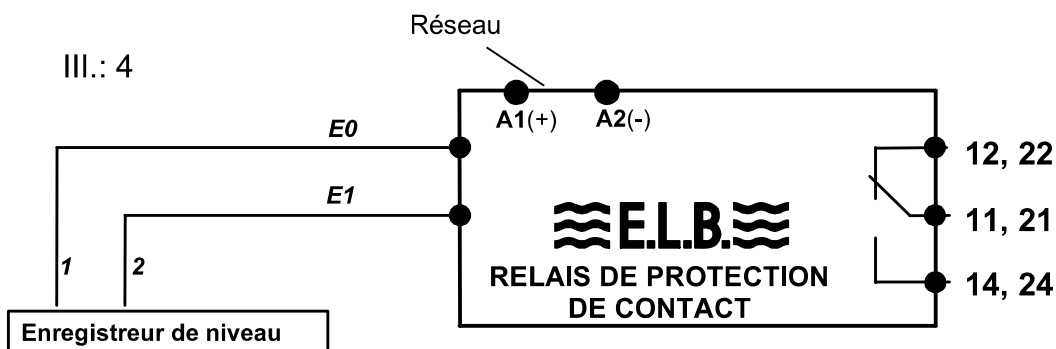 Réseau
III.: 4
A1(+) A2(-)
E0
12, 22
E1
E.L.B.
11, 21
1 2
RELAIS DE PROTECTION
DE CONTACT
14, 24
Enregistreur de niveau